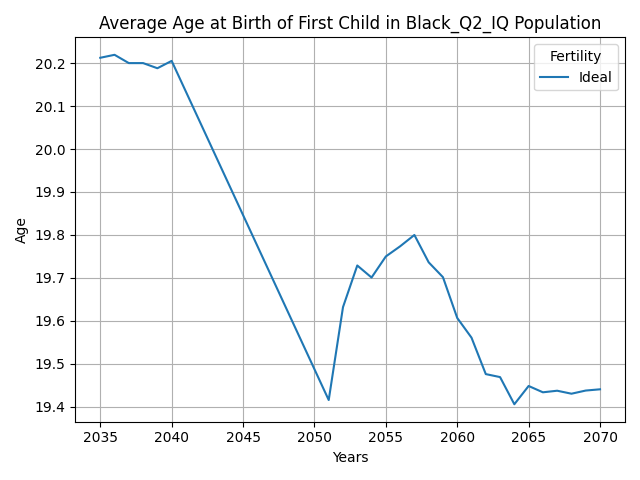 Average Age at Birth of First Child in Black_Q2_IQ Population
Fertility
Ideal
20.2
20.1
20.0
19.9
19.8
19.7
19.6
19.5
19.4
Age
2035 2040 2045 2050 2055 2060 2065 2070
Years